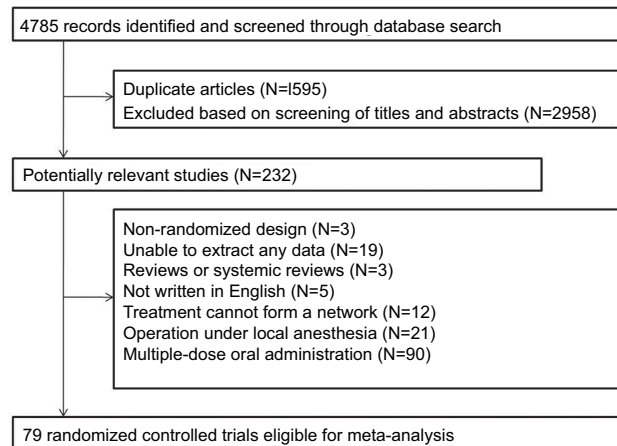 4785 records identified and screened through database search
Duplicate articles (N=l595)
Excluded based on screening of titles and abstracts (N=2958)
Potentially relevant studies (N=232)
Non-randomized design (N=3)
Unable to extract any data (N=19)
Reviews or systemic reviews (N=3)
Not written in English (N=5)
Treatment cannot form a network (N=12)
Operation under local anesthesia (N=21)
Multiple-dose oral administration (N=90)
79 randomized controlled trials eligible for meta-analysis